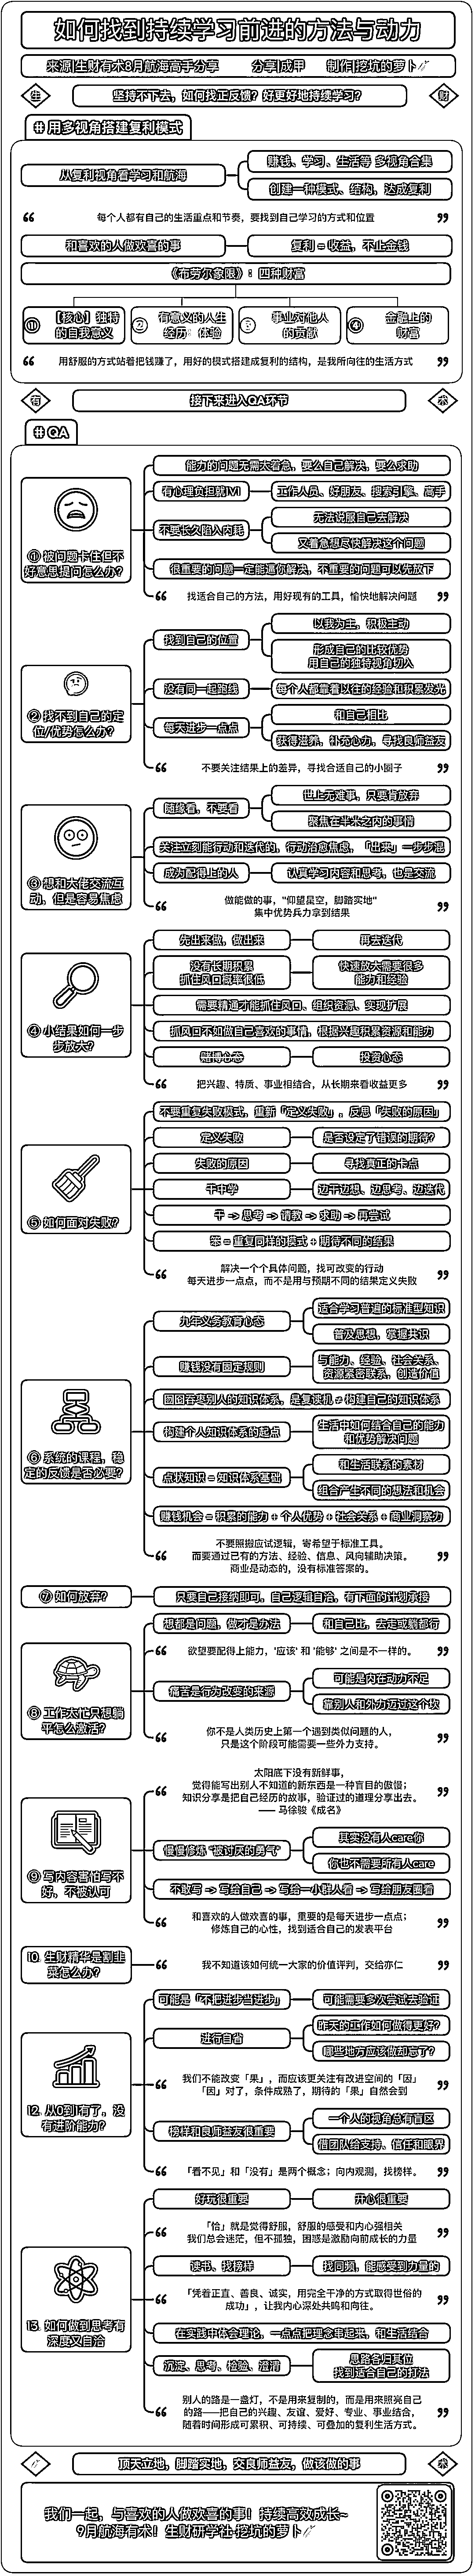 如何找到持续学习前进的方法与动力
来源|生财有术9月航海高手分享 分享|成甲 制作|挖坑的萝卜
生
坚持不下去，如何找正反馈？好更好地持续学习？
财
# 用多视角搭建复利模式
从复利视角看学习和航海
赚钱、学习、生活等 多视角合集
创建一种模式、结构，达成复利
每个人都有自己的生活重点和节奏，要找到自己学习的方式和位置
和喜欢的人做欢喜的事
复利 = 收益，不止金钱
《布劳尔象限》：四种财富
① 【核心】独特的自我意义
② 有意义的人生经历：体验
③ 事业对他人的贡献
④ 金融上的财富
用舒服的方式站着把钱赚了，用好的模式搭建成复利的结构，是我所向往的生活方式
有
接下来进入QA环节
术
# QA
① 被问题卡住但不好意思提问怎么办？
能力的问题无需太着急，要么自己解决，要么求助
有心理负担就1V1
工作人员、好朋友、搜索引擎、高手
不要长久陷入内耗
无法说服自己去解决
又着急想尽快解决这个问题
很重要的问题一定能逼你解决，不重要的问题可以先放下
找适合自己的方法，用好现有的工具，愉快地解决问题
② 找不到自己的定位/优势怎么办？
找到自己的位置
以我为主，积极主动
形成自己的比较优势
用自己的独特视角切入
没有同一起跑线
每个人都靠着以往的经验和积累发光
每天进步一点点
和自己相比
获得滋养，补充心力，寻找良师益友
不要关注结果上的差异，寻找合适自己的小圈子
③ 想和大佬交流互动，但是容易焦虑
随缘看，不要看
世上无难事，只要肯放弃
聚焦在半米之内的事情
关注立刻能行动和迭代的，行动治愈焦虑，「出来」一步步混
成为配得上的人
认真学习内容和思考，也是交流
做能做的事，"仰望星空，脚踏实地"
集中优势兵力拿到结果
④ 小结果如何一步步放大？
先出来做，做出来
再去迭代
没有长期积累
抓住风口概率很低
快速放大需要很多
能力和经验
需要精通才能抓住风口、组织资源、实现扩展
抓风口不如做自己喜欢的事情，根据兴趣积累资源和能力
赌博心态
投资心态
把兴趣、特质、事业相结合，从长期来看收益更多
⑤ 如何面对失败？
不要重复失败模式，重新「定义失败」，反思「失败的原因」
定义失败
是否设定了错误的期待？
失败的原因
寻找真正的卡点
干中学
边干边想、边思考、边迭代
干 -> 思考 -> 请教 -> 求助 -> 再尝试
笨 = 重复同样的模式 + 期待不同的结果
解决一个个具体问题，找可改变的行动
每天进步一点点，而不是用与预期不同的结果定义失败
⑥ 系统的课程，稳定的反馈是否必要？
九年义务教育心态
适合学习普遍的标准型知识
普及思想，掌握共识
赚钱没有固定规则
与能力、经验、社会关系、
资源紧密联系，创造价值
囫囵吞枣别人的知识体系，是复读机 ≠ 构建自己的知识体系
构建个人知识体系的起点
生活中如何结合自己的能力
和优势解决问题
点状知识 = 知识体系基础
和生活联系的素材
组合产生不同的想法和机会
赚钱机会 = 积累的能力 + 个人优势 + 社会关系 + 商业洞察力
不要照搬应试逻辑，寄希望于标准工具。
而要通过已有的方法、经验、信息、风向辅助决策。
商业是动态的，没有标准答案的。
⑦ 如何放弃？
只要自己接纳即可，自己逻辑自洽，有下面的计划承接
⑧ 工作太忙只想躺平怎么激活？
想都是问题，做才是办法
和自己比，去走或躺都行
欲望要配得上能力，'应该' 和 '能够' 之间是不一样的。
痛苦是行为改变的来源
可能是内在动力不足
靠别人和外力迈过这个坎
你不是人类历史上第一个遇到类似问题的人，
只是这个阶段可能需要一些外力支持。
⑨ 写内容害怕写不好，不被认可
太阳底下没有新鲜事，
觉得能写出别人不知道的新东西是一种盲目的傲慢；
知识分享是把自己经历的故事，验证过的道理分享出去。
—— 马徐骏《成名》
慢慢修炼 "被讨厌的勇气"
其实没有人care你
你也不需要所有人care
不敢写 -> 写给自己 -> 写给一小群人看 -> 写给朋友圈看
和喜欢的人做欢喜的事，重要的是每天进步一点点；
修炼自己的心性，找到适合自己的发表平台
10. 生财精华是割韭菜怎么办？
我不知道该如何统一大家的价值评判，交给亦仁
12. 从0到1有了，没有进阶能力？
可能是「不把进步当进步」
可能需要多次尝试去验证
进行自省
昨天的工作如何做得更好？
哪些地方应该做却忘了？
我们不能改变「果」，而应该更关注有改进空间的「因」
「因」对了，条件成熟了，期待的「果」自然会到
榜样和良师益友很重要
一个人的视角总有盲区
借团队给支持、信任和眼界
「看不见」和「没有」是两个概念；向内观测，找榜样。
13. 如何做到思考有深度又自洽
好玩很重要
开心很重要
「恰」就是觉得舒服，舒服的感受和内心强相关
我们总会迷茫，但不孤独，困惑是激励向前成长的力量
读书、找榜样
找同频，能感受到力量的
「凭着正直、善良、诚实，用完全干净的方式取得世俗的
成功」，让我内心深处共鸣和向往。
在实践中体会理论，一点点把理念串起来，和生活结合
沉淀、思考、检验、澄清
思路各归其位
找到适合自己的打法
别人的路是一盏灯，不是用来复制的，而是用来照亮自己
的路——把自己的兴趣、友谊、爱好、专业、事业结合，
随着时间形成可累积、可持续、可叠加的复利生活方式。
顶天立地，脚踏实地，交良师益友，做该做的事
术
我们一起，与喜欢的人做欢喜的事！持续高效成长~
9月航海有术！生财研学社·挖坑的萝卜